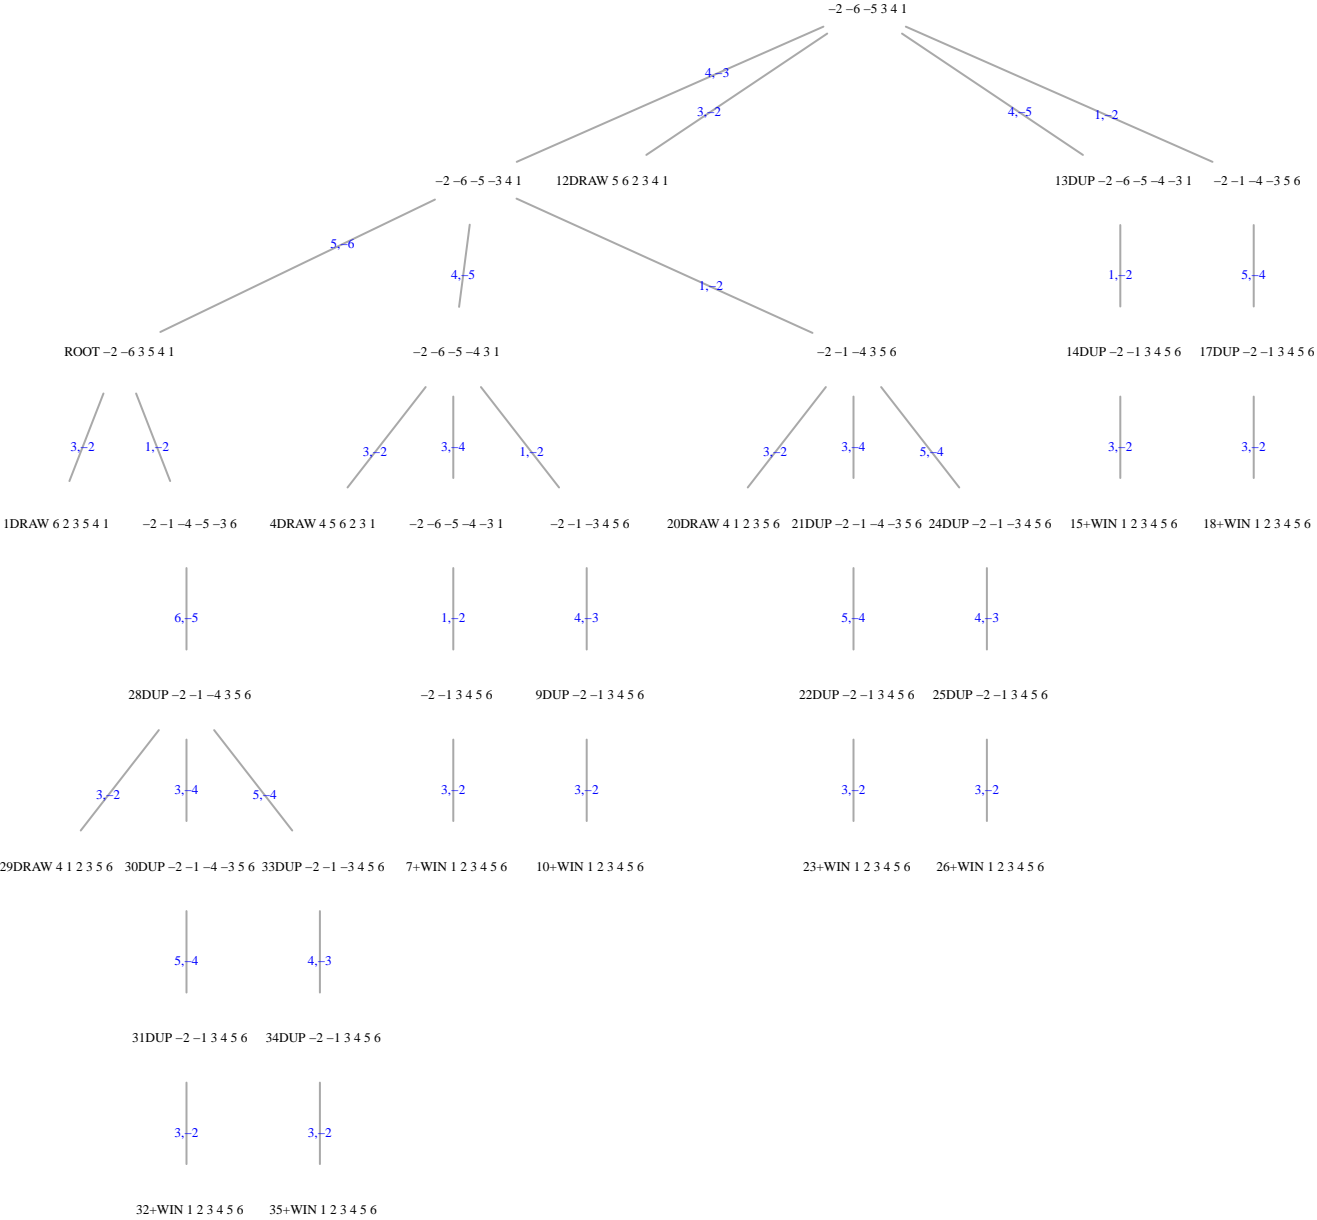 −2 −6 −5 3 4 1
4,−3
3,−2
4,−5
1,−2
−2 −6 −5 −3 4 1
12DRAW 5 6 2 3 4 1
13DUP −2 −6 −5 −4 −3 1
−2 −1 −4 −3 5 6
5,−6
4,−5
1,−2
1,−2
5,−4
ROOT −2 −6 3 5 4 1
−2 −6 −5 −4 3 1
−2 −1 −4 3 5 6
14DUP −2 −1 3 4 5 6
17DUP −2 −1 3 4 5 6
3,−2
1,−2
3,−2
3,−4
1,−2
3,−2
3,−4
5,−4
3,−2
3,−2
1DRAW 6 2 3 5 4 1
−2 −1 −4 −5 −3 6
4DRAW 4 5 6 2 3 1
−2 −6 −5 −4 −3 1
−2 −1 −3 4 5 6
20DRAW 4 1 2 3 5 6
21DUP −2 −1 −4 −3 5 6
24DUP −2 −1 −3 4 5 6
15+WIN 1 2 3 4 5 6
18+WIN 1 2 3 4 5 6
6,−5
1,−2
4,−3
5,−4
4,−3
28DUP −2 −1 −4 3 5 6
−2 −1 3 4 5 6
9DUP −2 −1 3 4 5 6
22DUP −2 −1 3 4 5 6
25DUP −2 −1 3 4 5 6
3,−2
3,−4
5,−4
3,−2
3,−2
3,−2
3,−2
29DRAW 4 1 2 3 5 6
30DUP −2 −1 −4 −3 5 6
33DUP −2 −1 −3 4 5 6
7+WIN 1 2 3 4 5 6
10+WIN 1 2 3 4 5 6
23+WIN 1 2 3 4 5 6
26+WIN 1 2 3 4 5 6
5,−4
4,−3
31DUP −2 −1 3 4 5 6
34DUP −2 −1 3 4 5 6
3,−2
3,−2
32+WIN 1 2 3 4 5 6
35+WIN 1 2 3 4 5 6